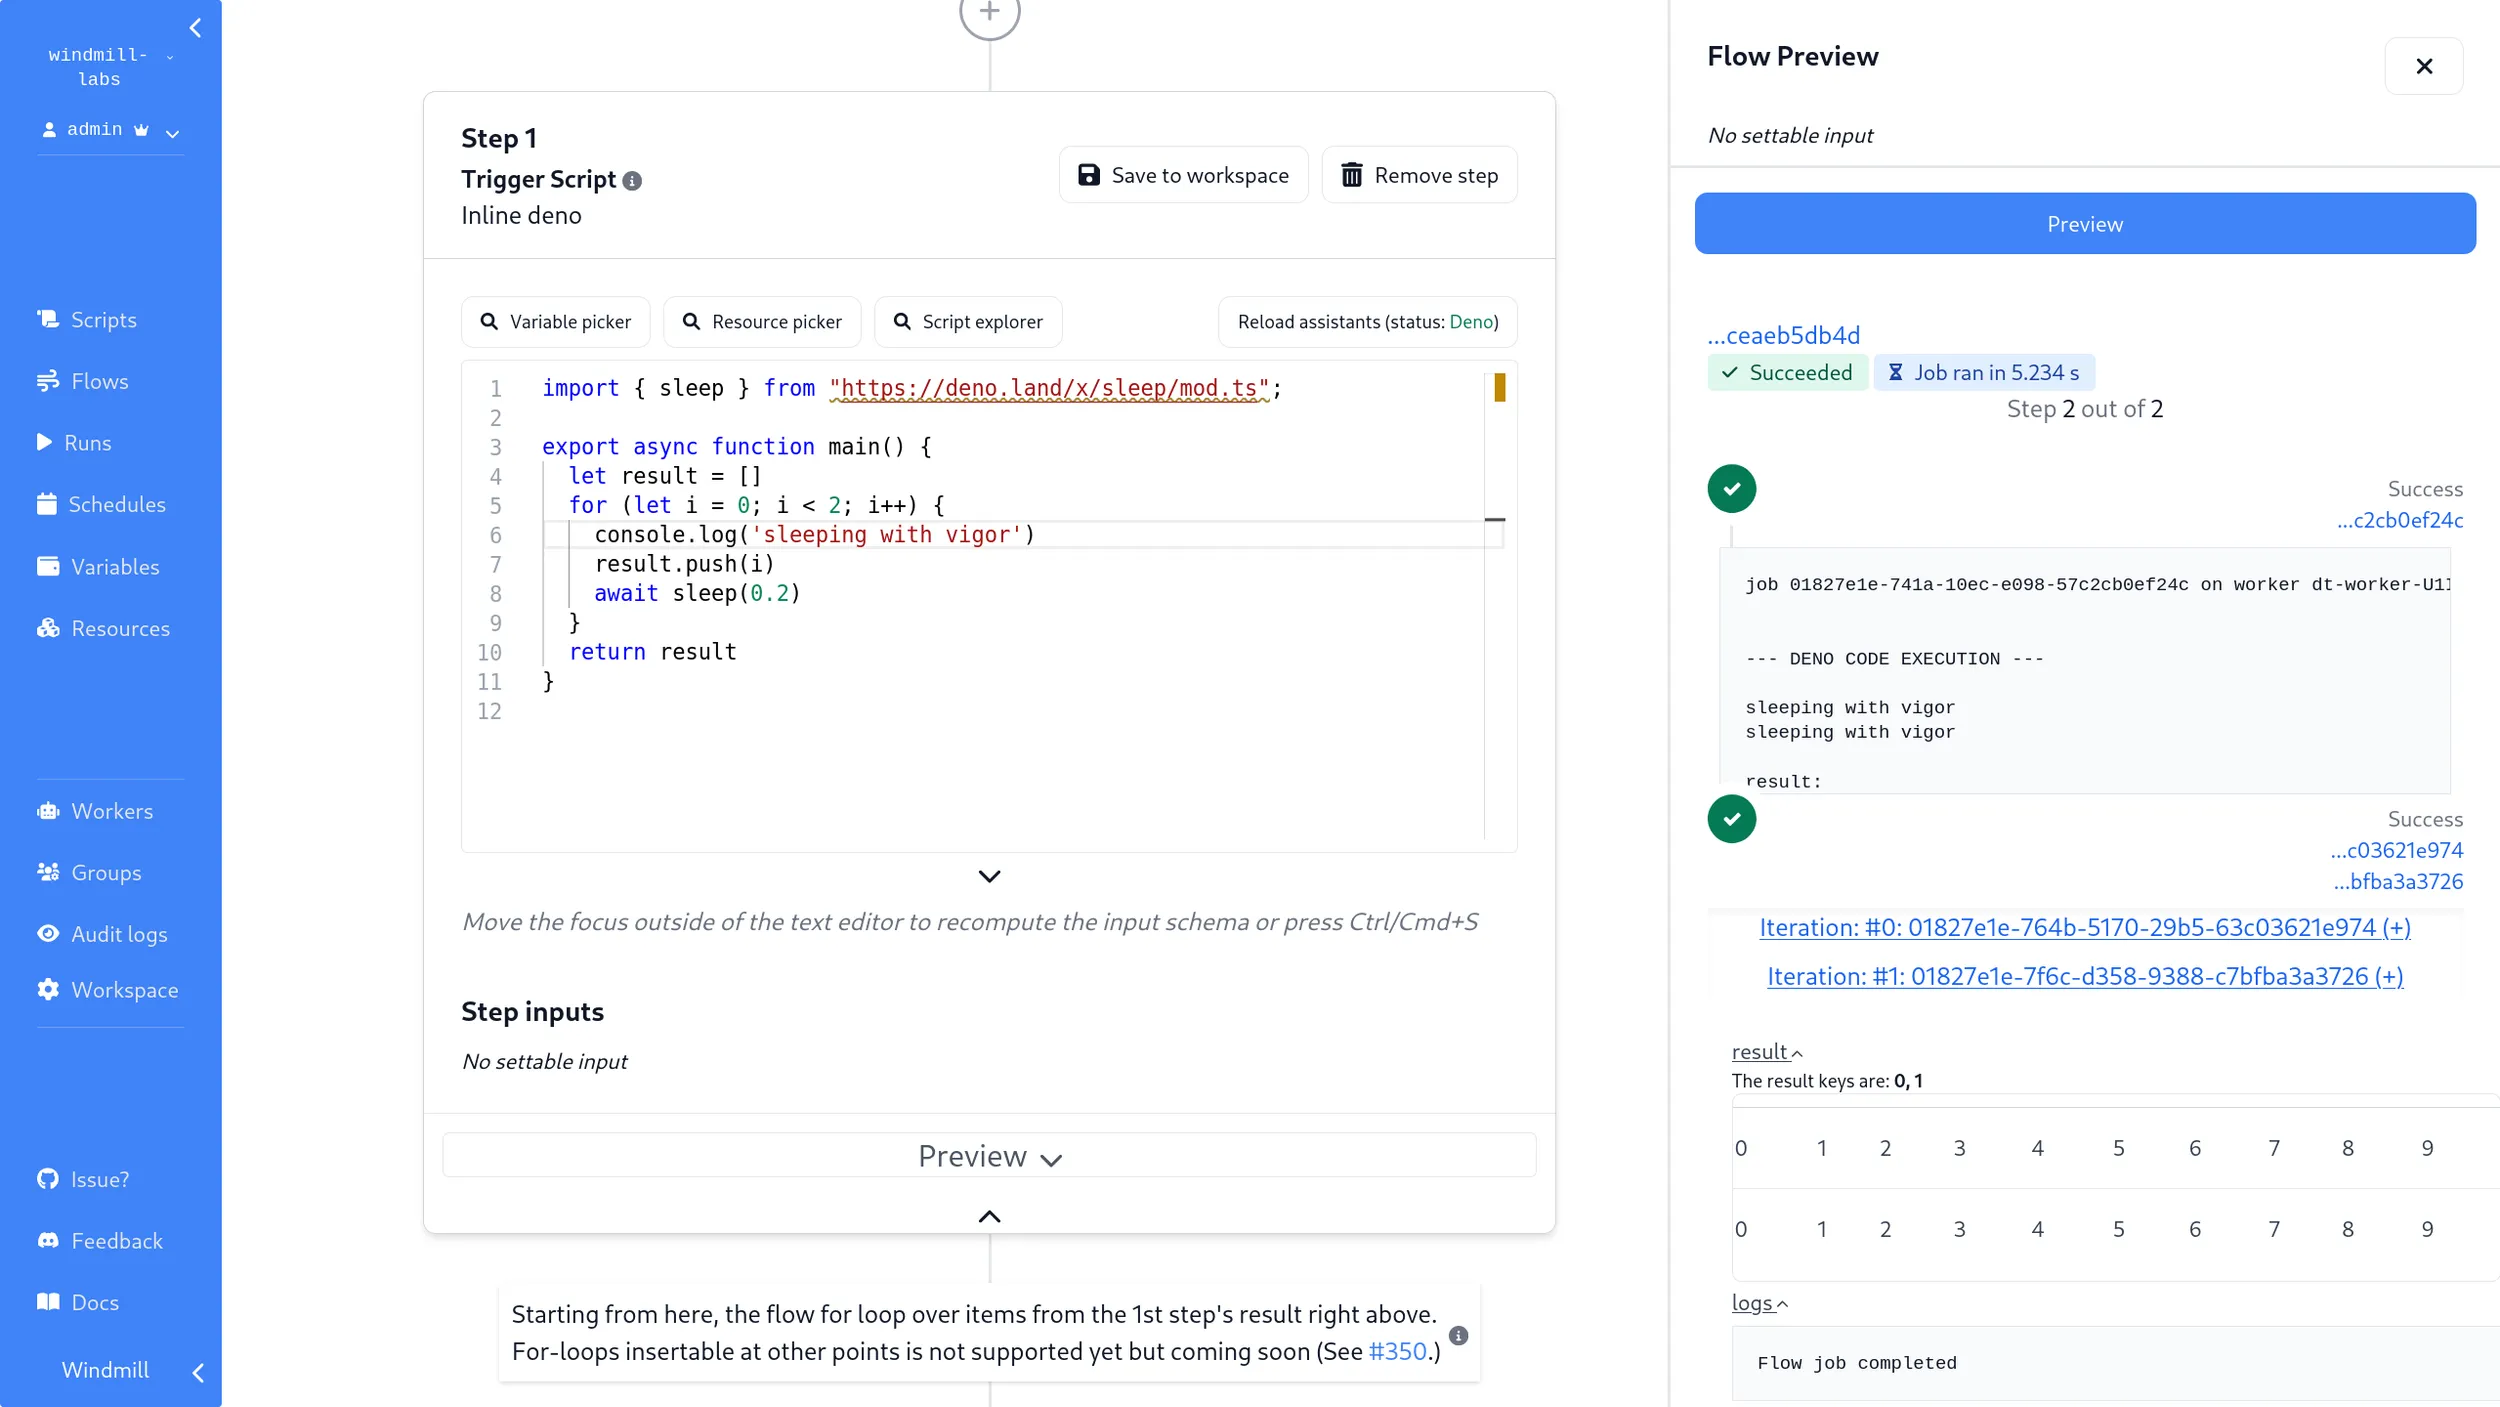 windmill-
labs
admin
Scripts
Flows
Runs
Schedules
Variables
Resources
Workers
Groups
Audit logs
Workspace
Issue?
Feedback
Docs
Windmill
Step 1
Trigger Script
Inline deno
Save to workspace
Remove step
Variable picker
Resource picker
Script explorer
Reload assistants (status: Deno)
1 import { sleep } from "https://deno.land/x/sleep/mod.ts";
2
3 export async function main() {
4 let result = []
5 for (let i = 0; i < 2; i++) {
6 console.log('sleeping with vigor')
7 result.push(i)
8 await sleep(0.2)
9 }
10 return result
11 }
12
Move the focus outside of the text editor to recompute the input schema or press Ctrl/Cmd+S
Step inputs
No settable input
Preview
Starting from here, the flow for loop over items from the 1st step's result right above.
For-loops insertable at other points is not supported yet but coming soon (See #350.)
Flow Preview
No settable input
Preview
...ceaeb5db4d
Succeeded
Job ran in 5.234 s
Step 2 out of 2
Success
...c2cb0ef24c
job 01827e1e-741a-10ec-e098-57c2cb0ef24c on worker dt-worker-U1
--- DENO CODE EXECUTION ---
sleeping with vigor
sleeping with vigor
result:
Success
...c03621e974
...bfba3a3726
Iteration: #0: 01827e1e-764b-5170-29b5-63c03621e974 (+)
Iteration: #1: 01827e1e-7f6c-d358-9388-c7bfba3a3726 (+)
result
The result keys are: 0, 1
0 1 2 3 4 5 6 7 8 9
0 1 2 3 4 5 6 7 8 9
logs
Flow job completed